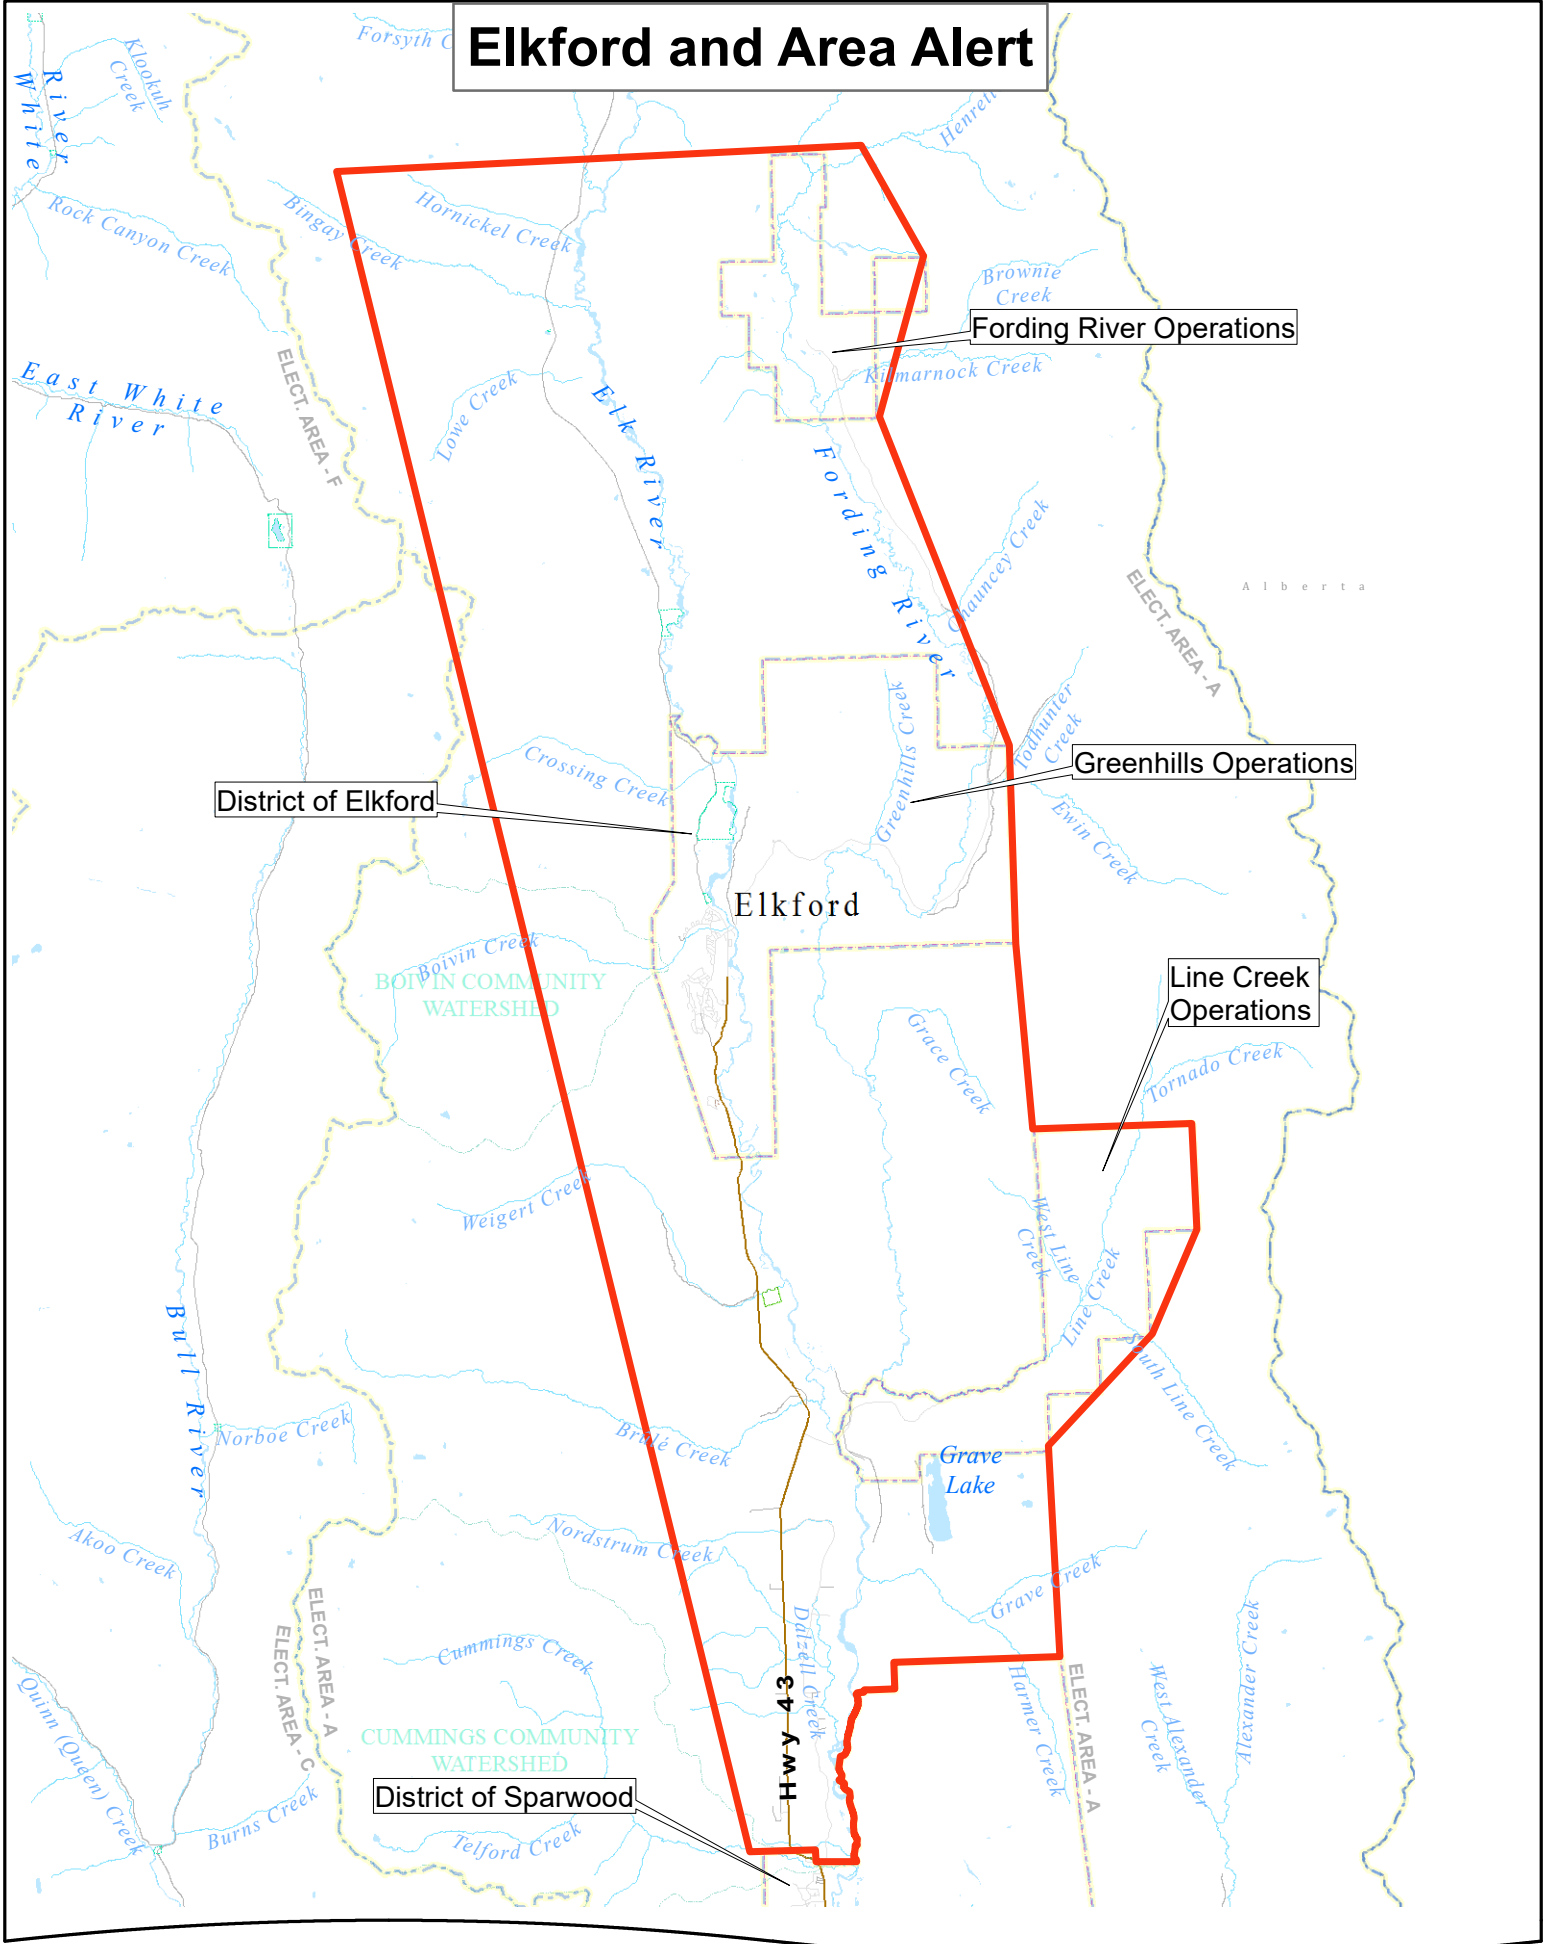 Elkford and Area Alert
Forsyth C
Klookuh
Creek
White
River
Henrett
Rock Canyon Creek
Bingay Creek
Hornickel Creek
Brownie
Creek
Fording River Operations
Kilmarnock Creek
East White
River
ELECT. AREA - F
Lowe Creek
Elk River
Fording River
Chauncey Creek
Alberta
ELECT. AREA - A
Todhunter
Creek
Greenhills Creek
Greenhills Operations
Crossing Creek
District of Elkford
Ewin Creek
Elkford
Boivin Creek
BOIVIN COMMUNITY
WATERSHED
Line Creek
Operations
Grace Creek
Tornado Creek
Weigert Creek
West Line
Creek
Line Creek
South Line Creek
Bull River
Norboe Creek
Brûlé Creek
Grave
Lake
Akoo Creek
Nordstrum Creek
Grave Creek
ELECT. AREA - A
ELECT. AREA - C
Cummings Creek
Dalzell Creek
Hwy 43
Harmer Creek
ELECT. AREA - A
West Alexander
Creek
Alexander Creek
Quinn (Queen) Creek
CUMMINGS COMMUNITY
WATERSHED
District of Sparwood
Burns Creek
Telford Creek